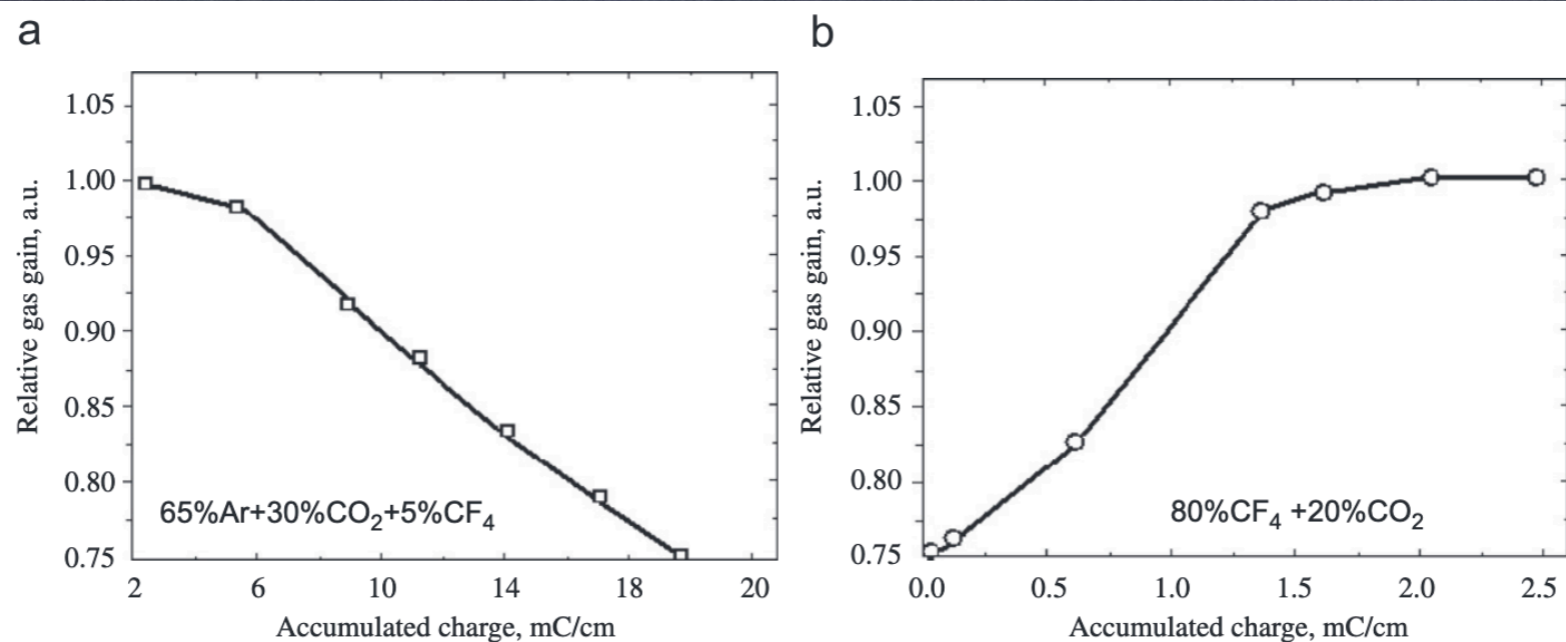 a
1.05
1.00
0.95
0.90
0.85
0.80
0.75
Relative gas gain, a.u.
65%Ar+30%CO₂+5%CF₄
2 6 10 14 18 20
Accumulated charge, mC/cm
b
1.05
1.00
0.95
0.90
0.85
0.80
0.75
Relative gas gain, a.u.
80%CF₄ +20%CO₂
0.0 0.5 1.0 1.5 2.0 2.5
Accumulated charge, mC/cm